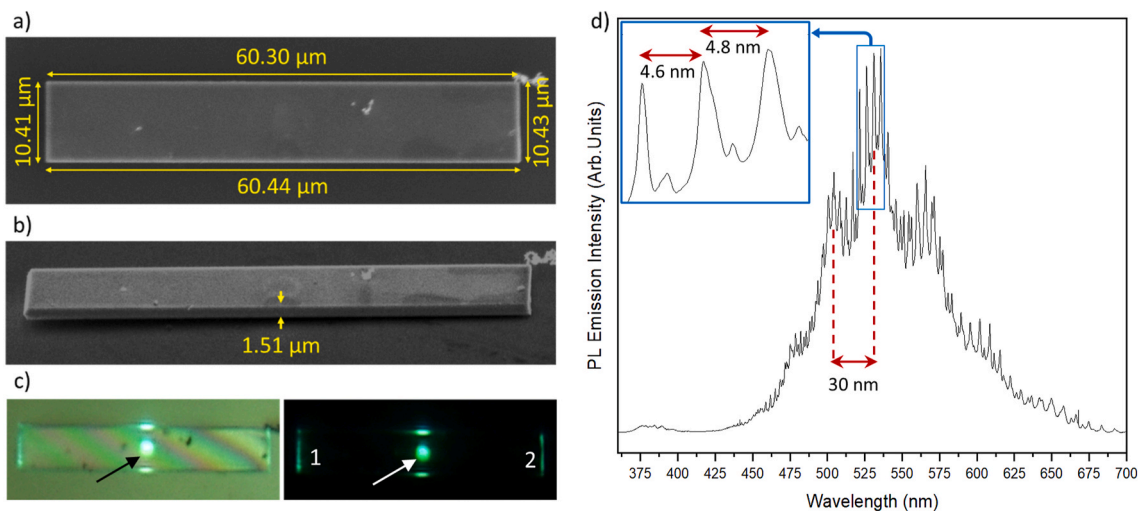 a)
60.30 µm
10.41 µm
10.43 µm
60.44 µm
b)
1.51 µm
c)
1
2
d)
4.8 nm
4.6 nm
30 nm
PL Emission Intensity (Arb.Units)
375 400 425 450 475 500 525 550 575 600 625 650 675 700
Wavelength (nm)